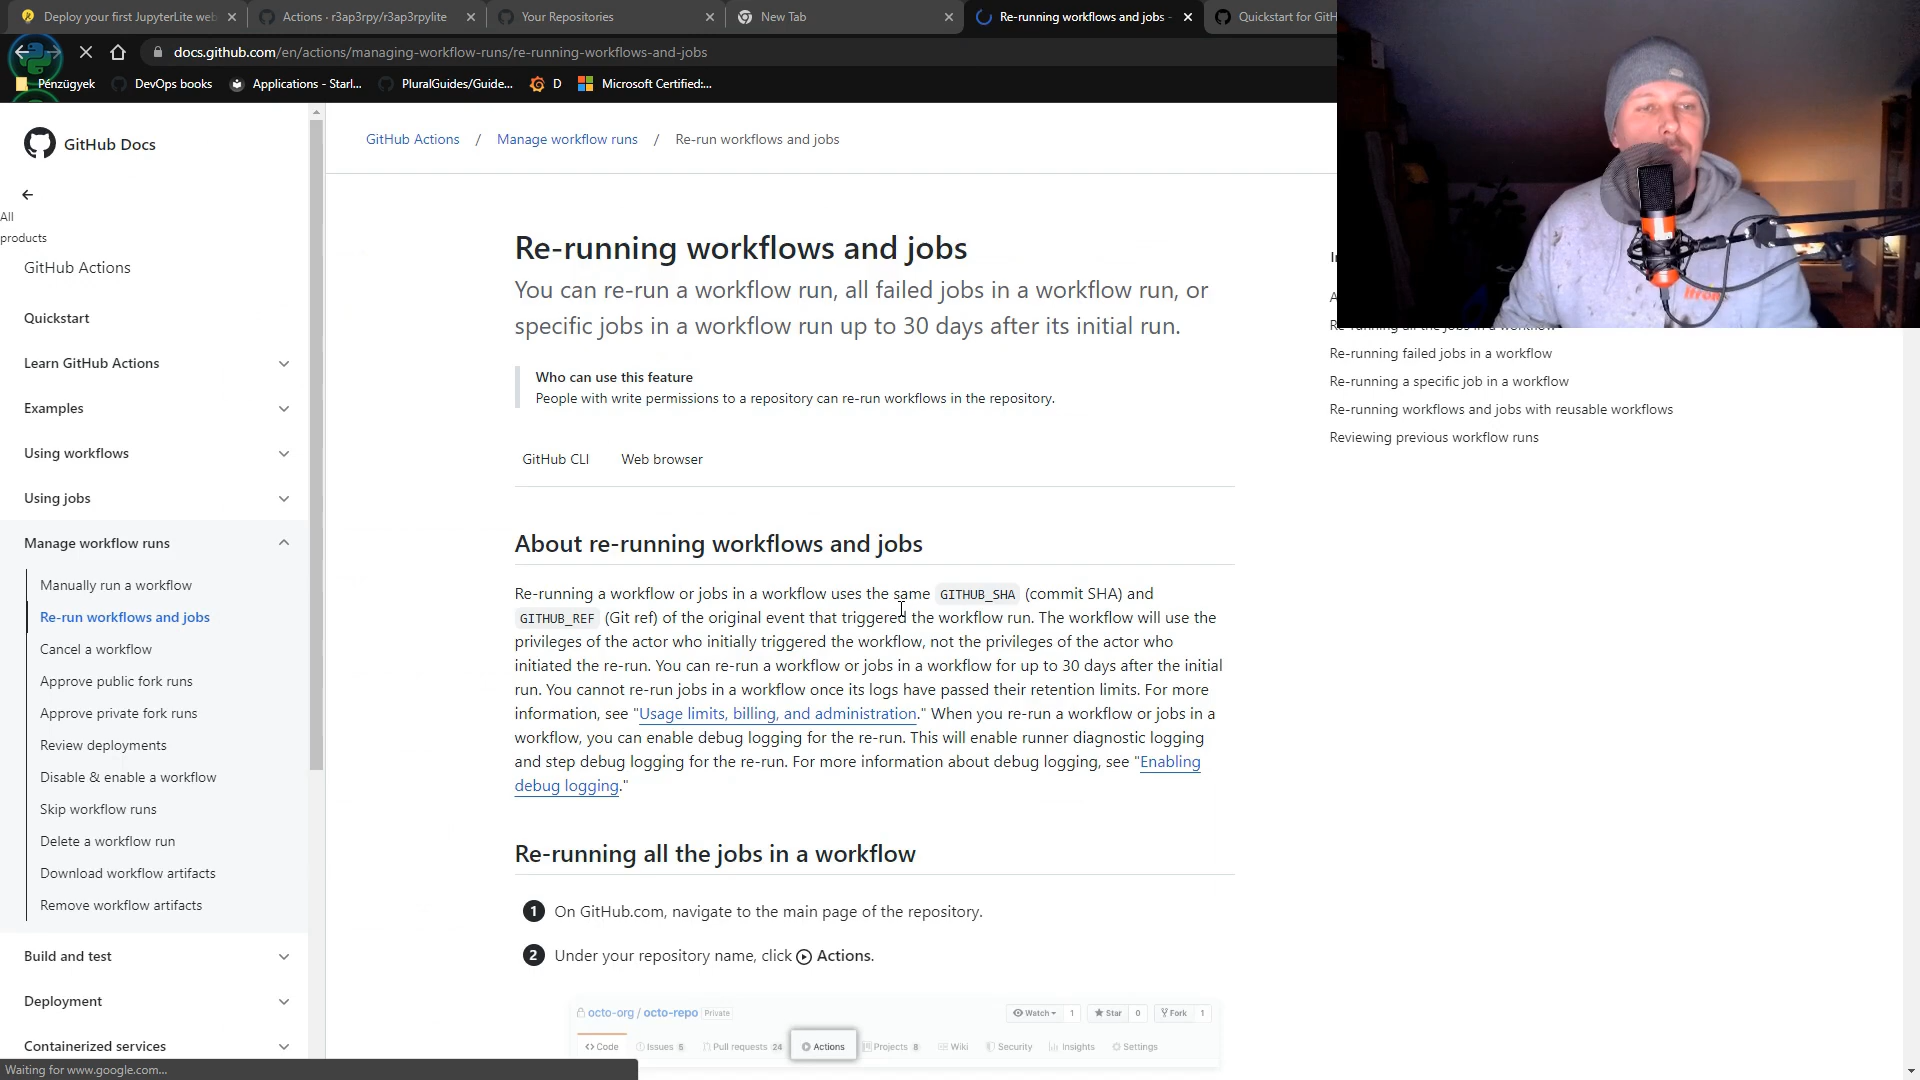 Deploy your first JupyterLite web
Actions · r3ap3rpy/r3ap3rpylite
Your Repositories
New Tab
Re-running workflows and jobs -
Quickstart for GitH
docs.github.com/en/actions/managing-workflow-runs/re-running-workflows-and-jobs
Pénzügyek
DevOps books
Applications - Starl...
PluralGuides/Guide...
D
Microsoft Certified:...
GitHub Docs
All
products
GitHub Actions
Quickstart
Learn GitHub Actions
Examples
Using workflows
Using jobs
Manage workflow runs
Manually run a workflow
Re-run workflows and jobs
Cancel a workflow
Approve public fork runs
Approve private fork runs
Review deployments
Disable & enable a workflow
Skip workflow runs
Delete a workflow run
Download workflow artifacts
Remove workflow artifacts
Build and test
Deployment
Containerized services
Waiting for www.google.com...
GitHub Actions / Manage workflow runs / Re-run workflows and jobs
Re-running workflows and jobs
You can re-run a workflow run, all failed jobs in a workflow run, or
specific jobs in a workflow run up to 30 days after its initial run.
Who can use this feature
People with write permissions to a repository can re-run workflows in the repository.
GitHub CLI Web browser
About re-running workflows and jobs
Re-running a workflow or jobs in a workflow uses the same GITHUB_SHA (commit SHA) and
GITHUB_REF (Git ref) of the original event that triggered the workflow run. The workflow will use the
privileges of the actor who initially triggered the workflow, not the privileges of the actor who
initiated the re-run. You can re-run a workflow or jobs in a workflow for up to 30 days after the initial
run. You cannot re-run jobs in a workflow once its logs have passed their retention limits. For more
information, see "Usage limits, billing, and administration." When you re-run a workflow or jobs in a
workflow, you can enable debug logging for the re-run. This will enable runner diagnostic logging
and step debug logging for the re-run. For more information about debug logging, see "Enabling
debug logging."
Re-running all the jobs in a workflow
1 On GitHub.com, navigate to the main page of the repository.
2 Under your repository name, click Actions.
octo-org / octo-repo Private
Watch 1 Star 0 Fork 1
Code Issues 5 Pull requests 24 Actions Projects 8 Wiki Security Insights Settings
Re-running failed jobs in a workflow
Re-running a specific job in a workflow
Re-running workflows and jobs with reusable workflows
Reviewing previous workflow runs